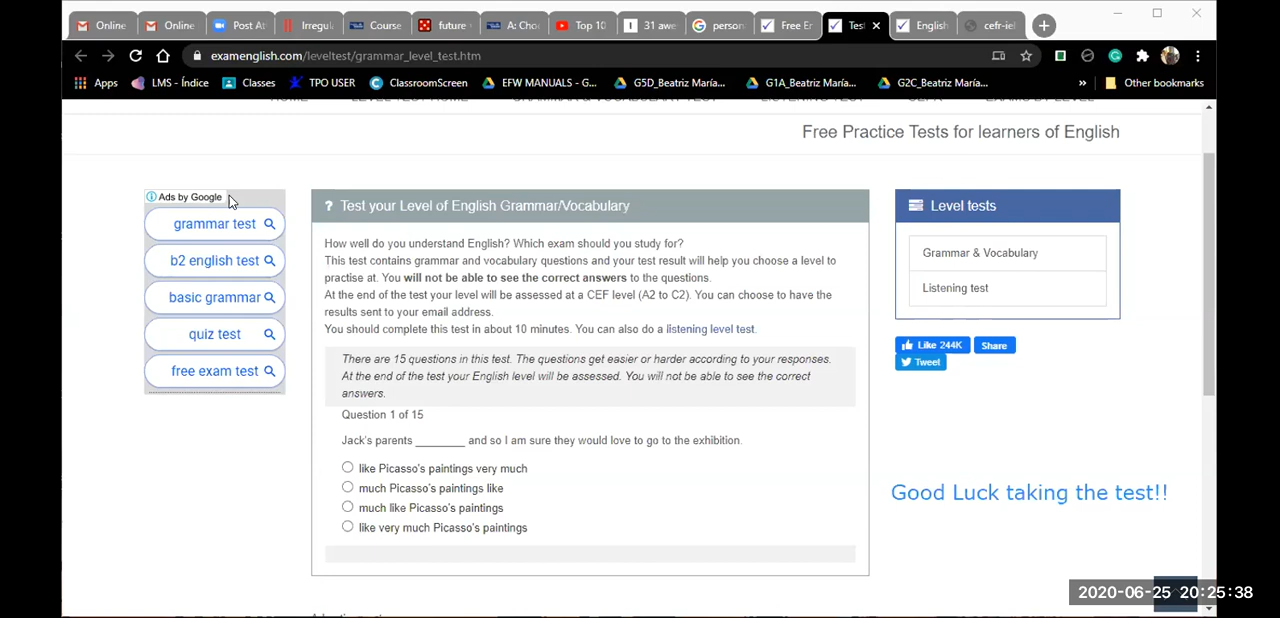 Online
Online
Post At
Irregul
Course
future
A: Cho
Top 10
31 awe
person
Free Er
Tes
English
cefr-iel
examenglish.com/leveltest/grammar_level_test.htm
Apps
LMS - Índice
Classes
TPO USER
ClassroomScreen
EFW MANUALS - G...
G5D_Beatriz María...
G1A_Beatriz María...
G2C_Beatriz María...
»
Other bookmarks
Free Practice Tests for learners of English
Ads by Google
grammar test
b2 english test
basic grammar
quiz test
free exam test
? Test your Level of English Grammar/Vocabulary
How well do you understand English? Which exam should you study for?
This test contains grammar and vocabulary questions and your test result will help you choose a level to
practise at. You will not be able to see the correct answers to the questions.
At the end of the test your level will be assessed at a CEF level (A2 to C2). You can choose to have the
results sent to your email address.
You should complete this test in about 10 minutes. You can also do a listening level test.
There are 15 questions in this test. The questions get easier or harder according to your responses.
At the end of the test your English level will be assessed. You will not be able to see the correct
answers.
Question 1 of 15
Jack's parents ________ and so I am sure they would love to go to the exhibition.
like Picasso's paintings very much
much Picasso's paintings like
much like Picasso's paintings
like very much Picasso's paintings
Level tests
Grammar & Vocabulary
Listening test
Like 244K
Share
Tweet
Good Luck taking the test!!
2020-06-25 20:25:38